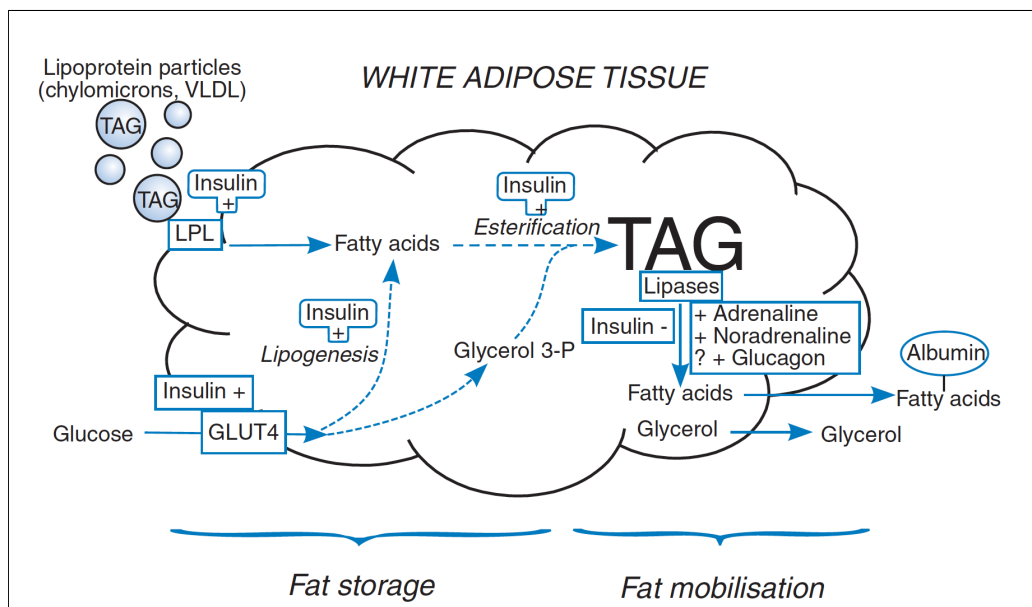 Lipoprotein particles
(chylomicrons, VLDL)
WHITE ADIPOSE TISSUE
TAG
TAG
Insulin
+
LPL
Fatty acids
Insulin
+
Esterification
TAG
Lipases
Insulin -
+ Adrenaline
+ Noradrenaline
? + Glucagon
Insulin
+
Lipogenesis
Glycerol 3-P
Insulin +
Glucose
GLUT4
Fatty acids
Albumin
Fatty acids
Glycerol
Glycerol
Fat storage
Fat mobilisation